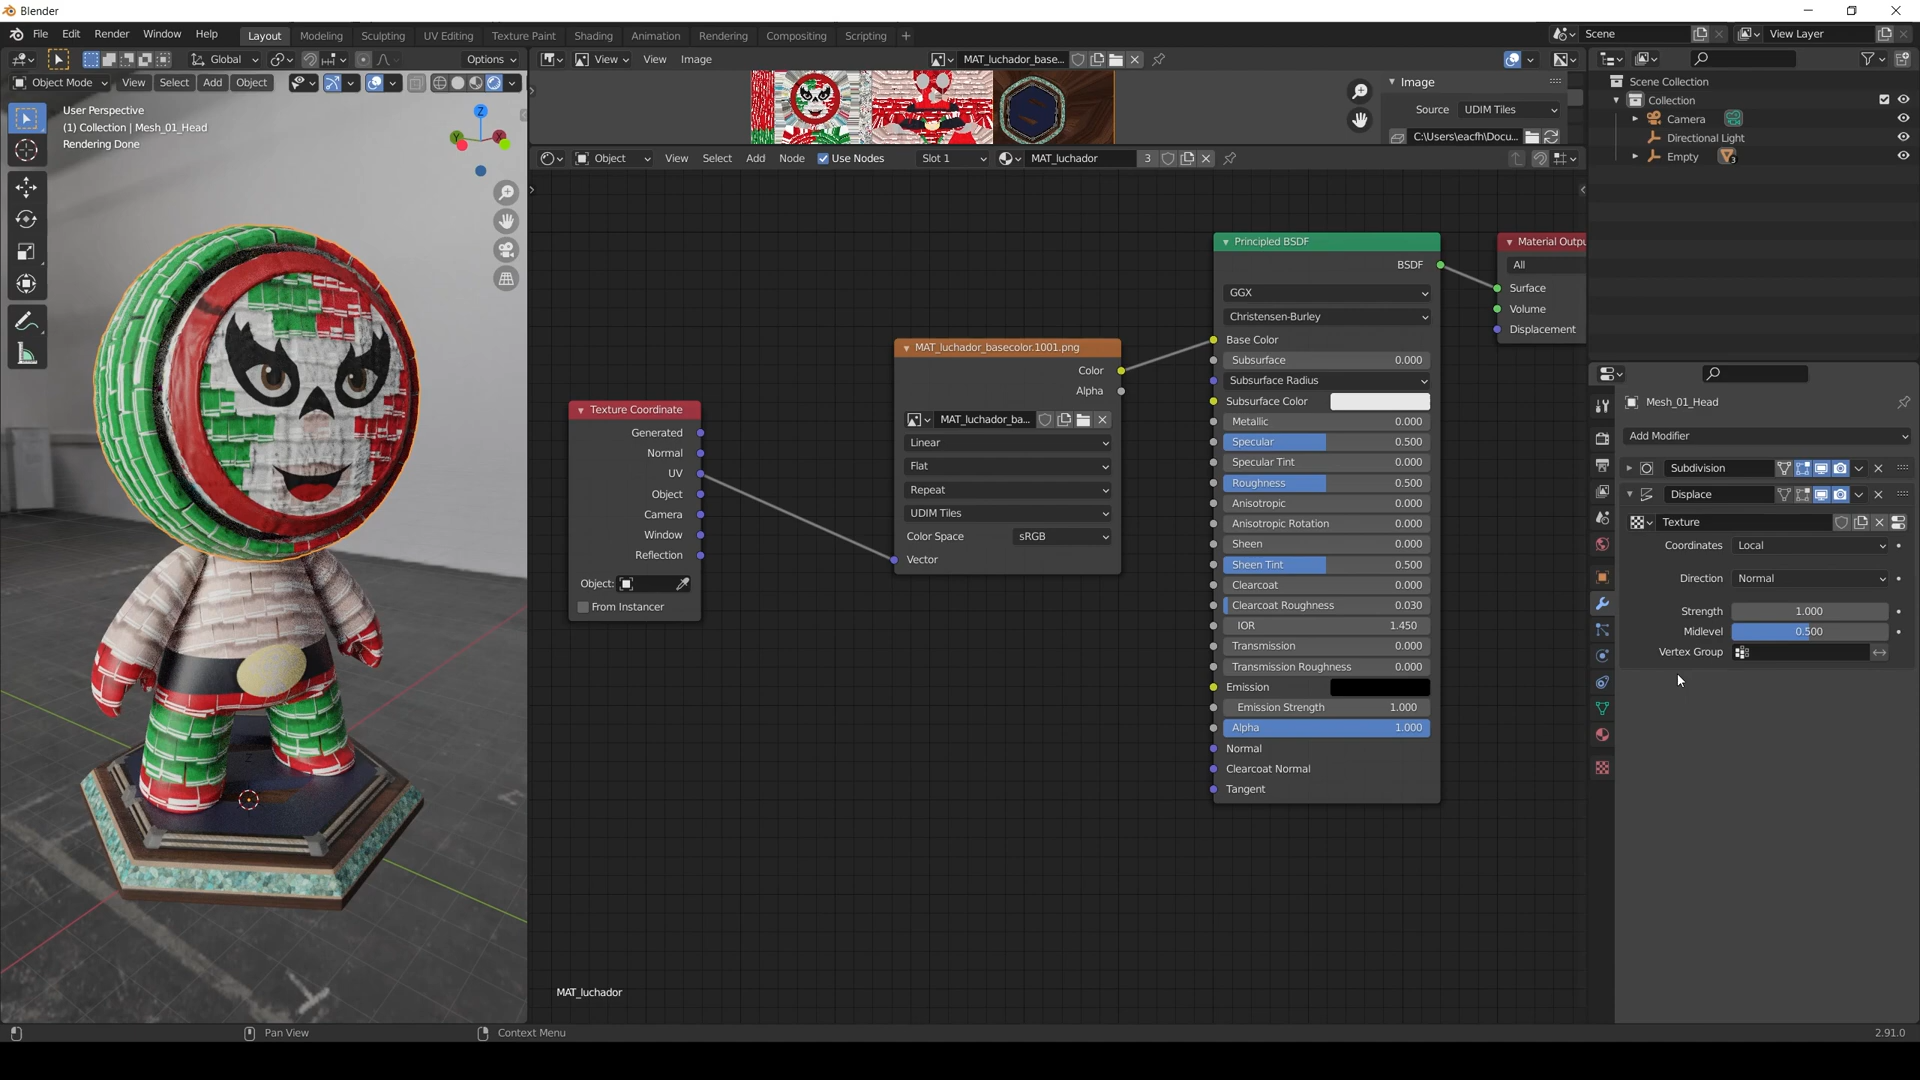 Blender
File Edit Render Window Help
Layout Modeling Sculpting UV Editing Texture Paint Shading Animation Rendering Compositing Scripting +
Scene
View Layer
Global
Options
View View Image
MAT_luchador_base...
Object Mode View Select Add Object
User Perspective
(1) Collection | Mesh_01_Head
Rendering Done
Z
Y
Image
Source UDIM Tiles
C:\Users\eacfh\Docu...
Object View Select Add Node Use Nodes Slot 1 MAT_luchador 3
Scene Collection
Collection
Camera
Directional Light
Empty 3
Texture Coordinate
Generated
Normal
UV
Object
Camera
Window
Reflection
Object:
From Instancer
MAT_luchador_basecolor.1001.png
Color
Alpha
MAT_luchador_ba...
Linear
Flat
Repeat
UDIM Tiles
Color Space sRGB
Vector
Principled BSDF
BSDF
GGX
Christensen-Burley
Base Color
Subsurface 0.000
Subsurface Radius
Subsurface Color
Metallic 0.000
Specular 0.500
Specular Tint 0.000
Roughness 0.500
Anisotropic 0.000
Anisotropic Rotation 0.000
Sheen 0.000
Sheen Tint 0.500
Clearcoat 0.000
Clearcoat Roughness 0.030
IOR 1.450
Transmission 0.000
Transmission Roughness 0.000
Emission
Emission Strength 1.000
Alpha 1.000
Normal
Clearcoat Normal
Tangent
Material Outpu
All
Surface
Volume
Displacement
Mesh_01_Head
Add Modifier
Subdivision
Displace
Texture
Coordinates Local
Direction Normal
Strength 1.000
Midlevel 0.500
Vertex Group
MAT_luchador
Pan View
Context Menu
2.91.0